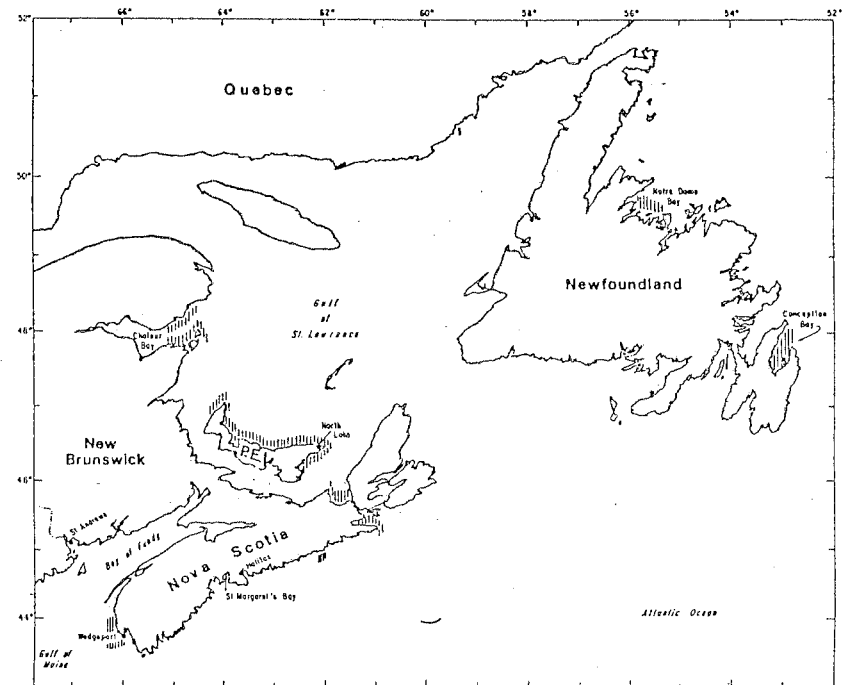 66° 64° 62° 60° 58° 56° 54° 52°
52°
Quebec
50°
Notre Dame
Bay
Newfoundland
Gulf
of
St. Lawrence
Conception
Bay
48°
Chaleur
Bay
North
Lake
P.E.I.
New
Brunswick
46°
St Andrews
Bay of Fundy
Nova Scotia
Halifax
St Margaret's Bay
44°
Atlantic Ocean
Wedgeport
Gulf of
Maine